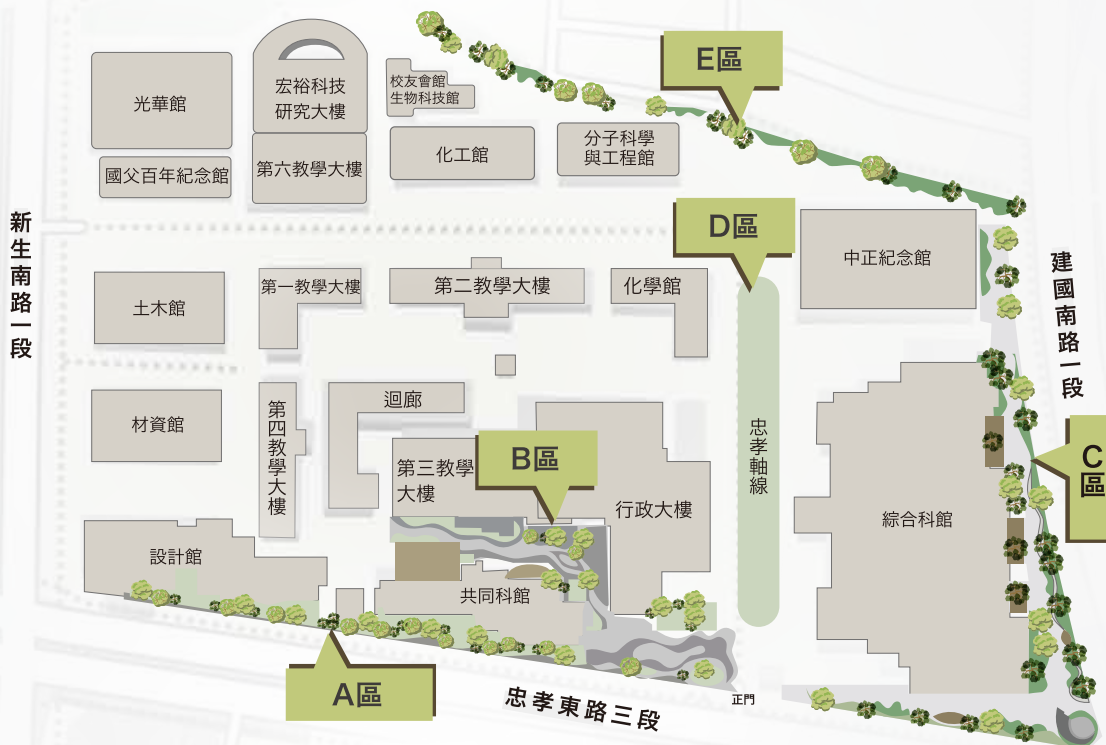 E區
光華館
宏裕科技
研究大樓
校友會館
生物科技館
化工館
分子科學
與工程館
國父百年紀念館
第六教學大樓
新生南路一段
D區
中正紀念館
建國南路一段
土木館
第一教學大樓
第二教學大樓
化學館
材資館
第四教學大樓
迴廊
第三教學
大樓
B區
行政大樓
忠孝軸線
綜合科館
C
區
設計館
共同科館
A區
忠孝東路三段
正門